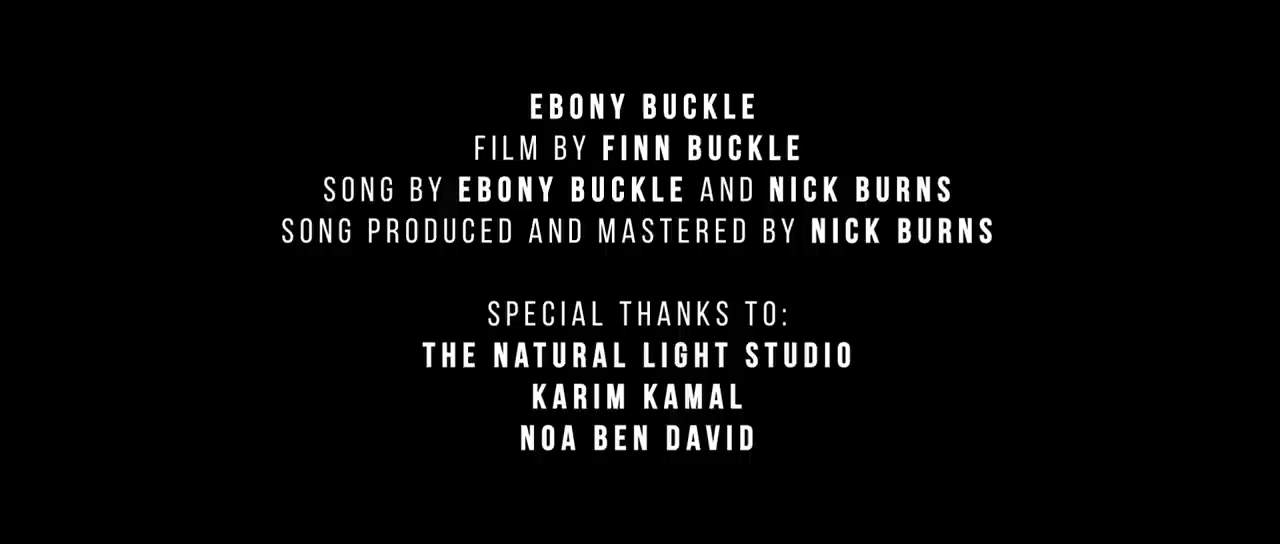 EBONY BUCKLE
FILM BY FINN BUCKLE
SONG BY EBONY BUCKLE AND NICK BURNS
SONG PRODUCED AND MASTERED BY NICK BURNS
SPECIAL THANKS TO:
THE NATURAL LIGHT STUDIO
KARIM KAMAL
NOA BEN DAVID